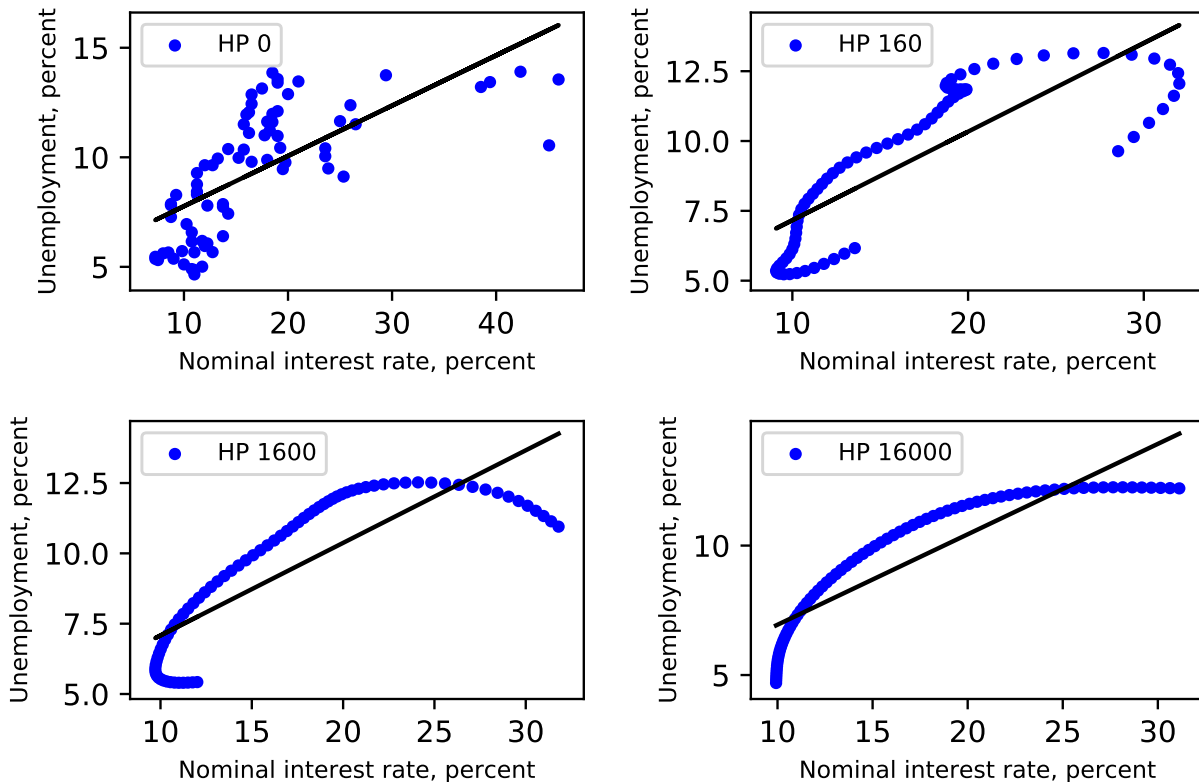 Unemployment, percent
15
10
5
HP 0
10
20
30
40
Nominal interest rate, percent
Unemployment, percent
12.5
10.0
7.5
5.0
HP 160
10
20
30
Nominal interest rate, percent
Unemployment, percent
12.5
10.0
7.5
5.0
HP 1600
10
15
20
25
30
Nominal interest rate, percent
Unemployment, percent
10
5
HP 16000
10
15
20
25
30
Nominal interest rate, percent